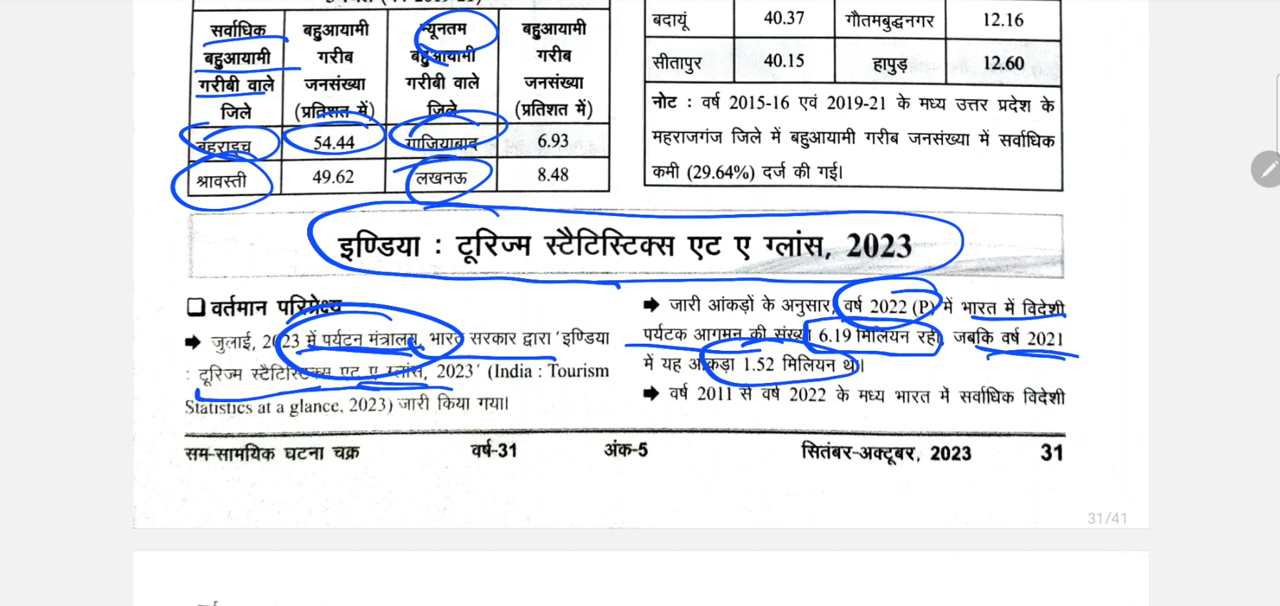 सर्वाधिक
बहुआयामी
गरीबी वाले
जिले
बहुआयामी
गरीब
जनसंख्या
(प्रतिशत में)
न्यूनतम
बहुआयामी
गरीबी वाले
जिले
बहुआयामी
गरीब
जनसंख्या
(प्रतिशत में)
बहराइच 54.44 गाजियाबाद 6.93
श्रावस्ती 49.62 लखनऊ 8.48
बदायूं 40.37 गौतमबुद्धनगर 12.16
सीतापुर 40.15 हापुड़ 12.60
नोट : वर्ष 2015-16 एवं 2019-21 के मध्य उत्तर प्रदेश के
महराजगंज जिले में बहुआयामी गरीब जनसंख्या में सर्वाधिक
कमी (29.64%) दर्ज की गई।
इण्डिया : टूरिज्म स्टैटिस्टिक्स एट ए ग्लांस, 2023
❑ वर्तमान परिप्रेक्ष्य
➡ जुलाई, 2023 में पर्यटन मंत्रालय, भारत सरकार द्वारा 'इण्डिया
: टूरिज्म स्टैटिस्टिक्स एट ए ग्लांस, 2023' (India : Tourism
Statistics at a glance, 2023) जारी किया गया।
➡ जारी आंकड़ों के अनुसार, वर्ष 2022 (P) में भारत में विदेशी
पर्यटक आगमन की संख्या 6.19 मिलियन रही, जबकि वर्ष 2021
में यह आंकड़ा 1.52 मिलियन था।
➡ वर्ष 2011 से वर्ष 2022 के मध्य भारत में सर्वाधिक विदेशी
सम-सामयिक घटना चक्र वर्ष-31 अंक-5 सितंबर-अक्टूबर, 2023 31
31/41